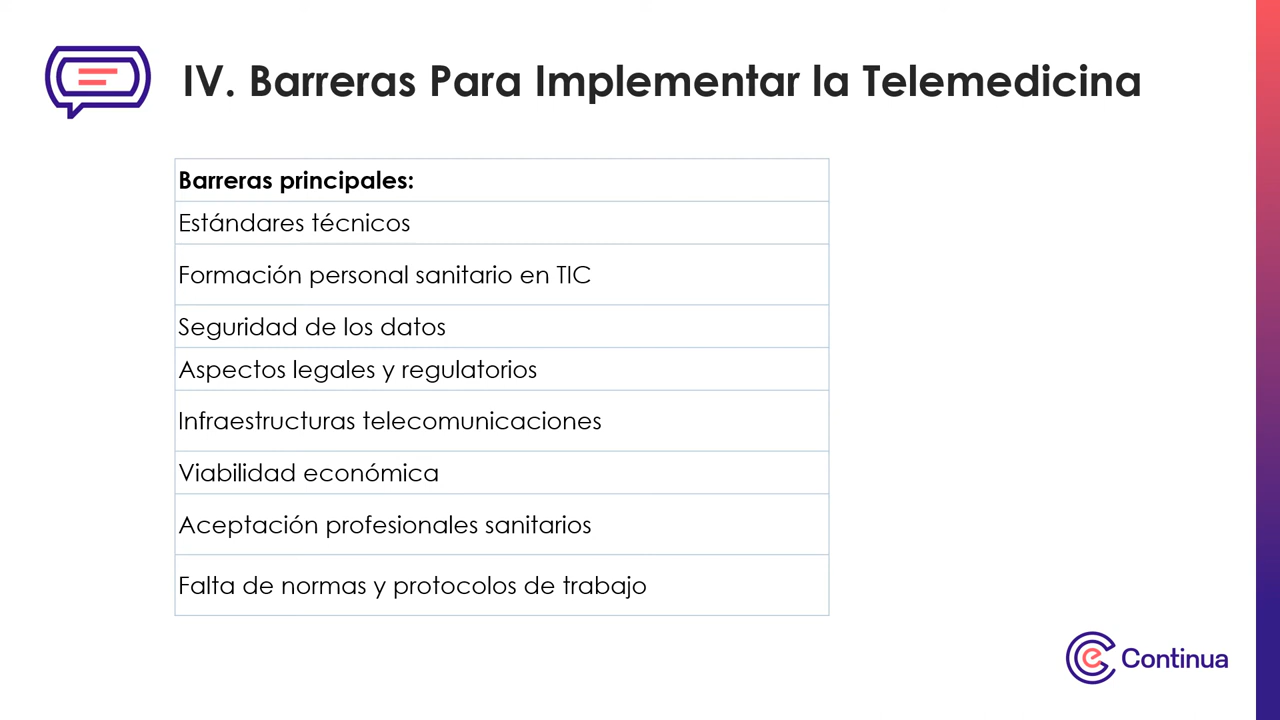 IV. Barreras Para Implementar la Telemedicina
Barreras principales:
Estándares técnicos
Formación personal sanitario en TIC
Seguridad de los datos
Aspectos legales y regulatorios
Infraestructuras telecomunicaciones
Viabilidad económica
Aceptación profesionales sanitarios
Falta de normas y protocolos de trabajo
e Continua